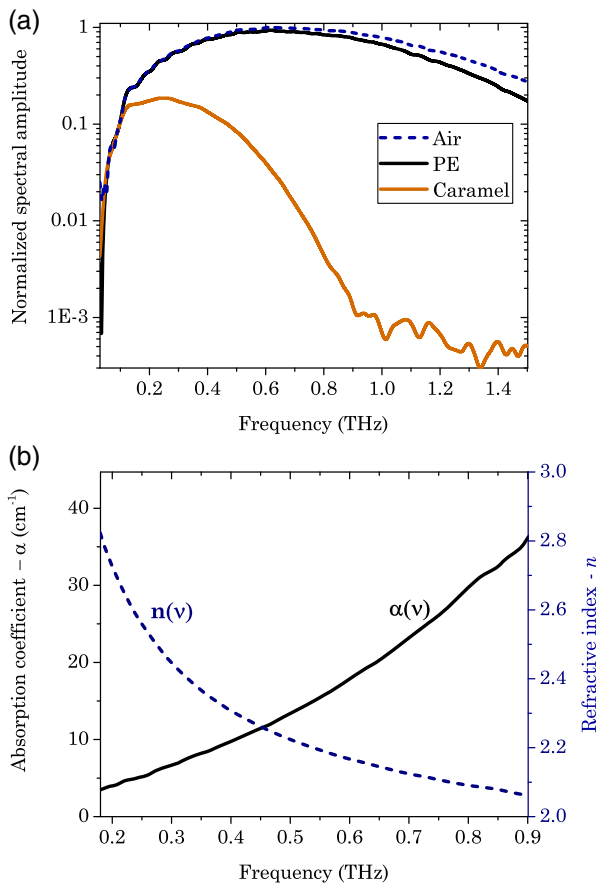 (a)
Normalized spectral amplitude
1
0.1
0.01
1E-3
Air
PE
Caramel
0.2 0.4 0.6 0.8 1.0 1.2 1.4
Frequency (THz)
(b)
Absorption coefficient – α (cm⁻¹)
40
30
20
10
0
n(ν)
α(ν)
3.0
2.8
2.6
2.4
2.2
2.0
Refractive index - n
0.2 0.3 0.4 0.5 0.6 0.7 0.8 0.9
Frequency (THz)